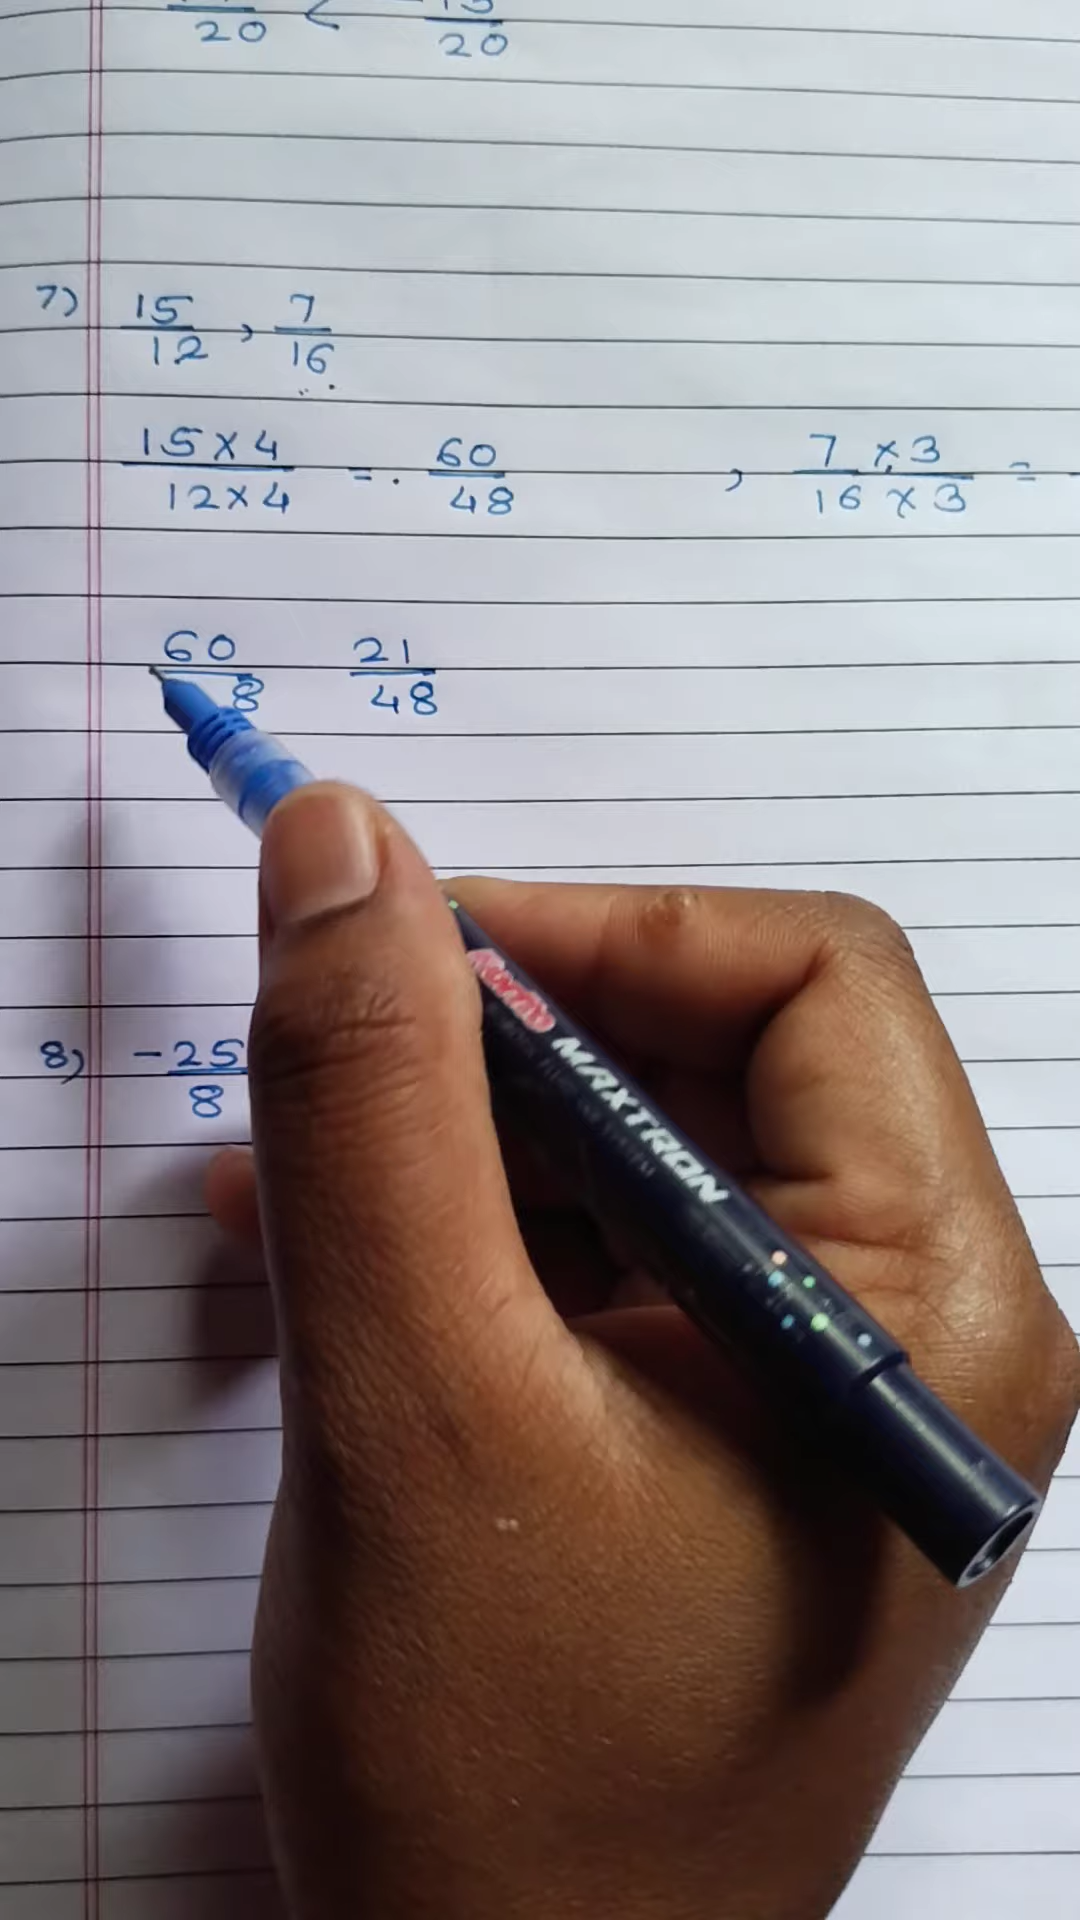 20 < 20
7) 15/12 , 7/16
15×4/12×4 = 60/48 , 7×3/16×3 =
60/8 21/48
8) -25/8
MAXTRON